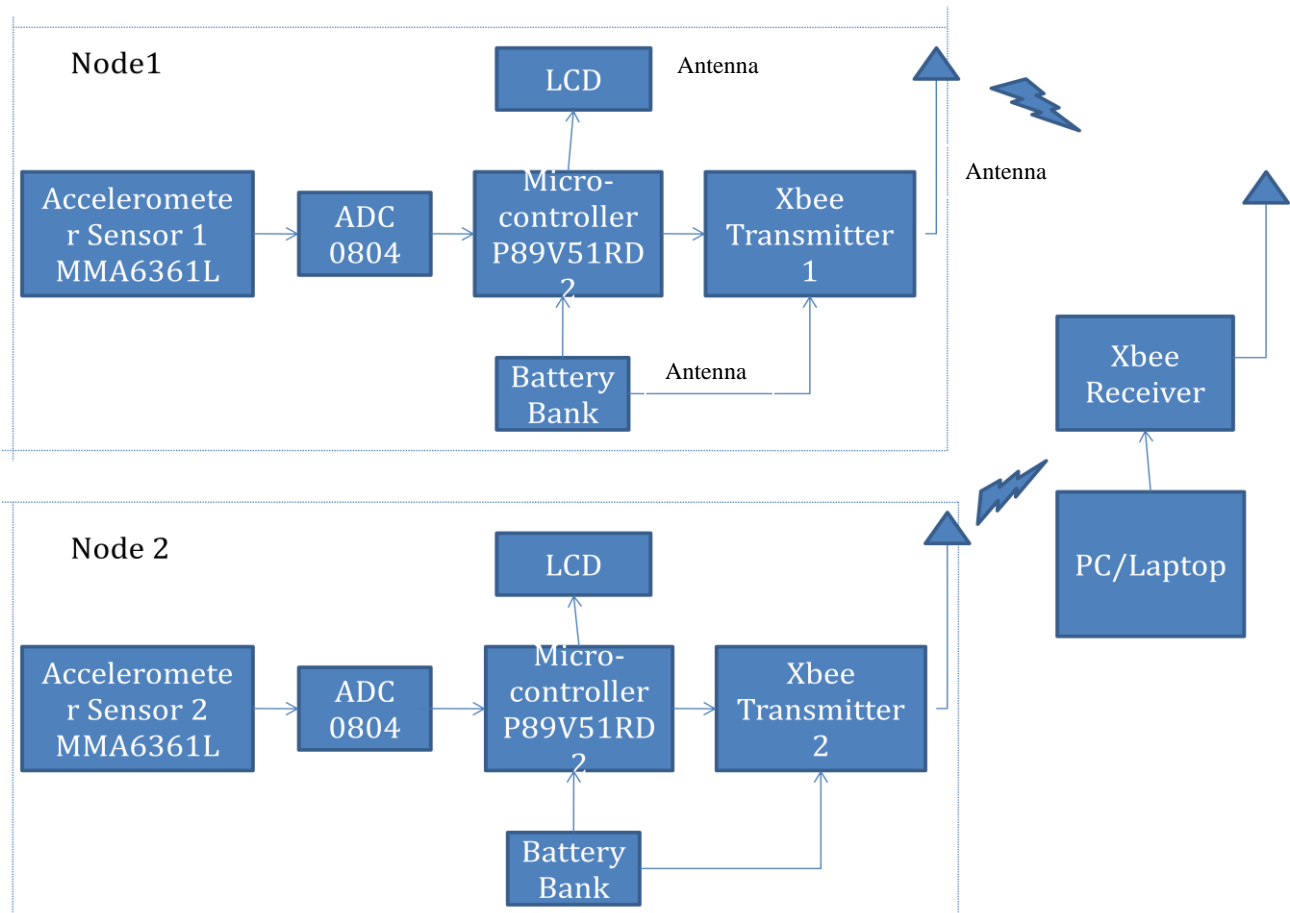 Node1
LCD
Antenna
Antenna
Acceleromete
r Sensor 1
MMA6361L
ADC
0804
Micro-
controller
P89V51RD
2
Xbee
Transmitter
1
Battery
Bank
Antenna
Xbee
Receiver
PC/Laptop
Node 2
LCD
Acceleromete
r Sensor 2
MMA6361L
ADC
0804
Micro-
controller
P89V51RD
2
Xbee
Transmitter
2
Battery
Bank